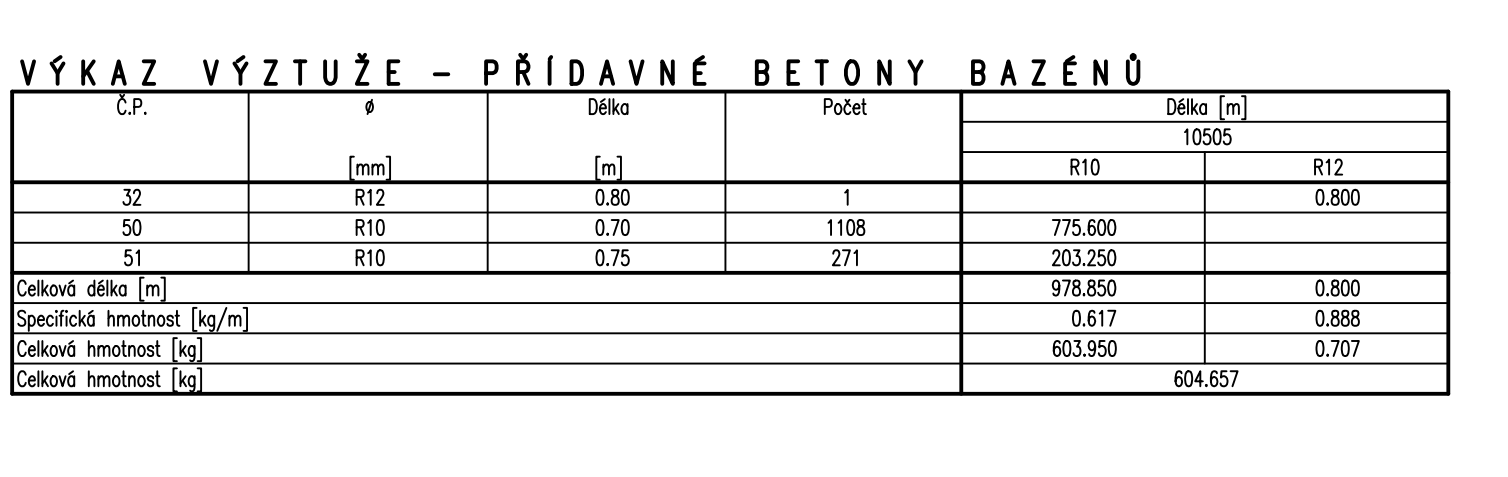 VÝKAZ VÝZTUŽE - PŘÍDAVNÉ BETONY BAZÉNŮ
Č.P. ø Délka Počet Délka [m]
10505
[mm] [m] R10 R12
32 R12 0.80 1 0.800
50 R10 0.70 1108 775.600
51 R10 0.75 271 203.250
Celková délka [m] 978.850 0.800
Specifická hmotnost [kg/m] 0.617 0.888
Celková hmotnost [kg] 603.950 0.707
Celková hmotnost [kg] 604.657